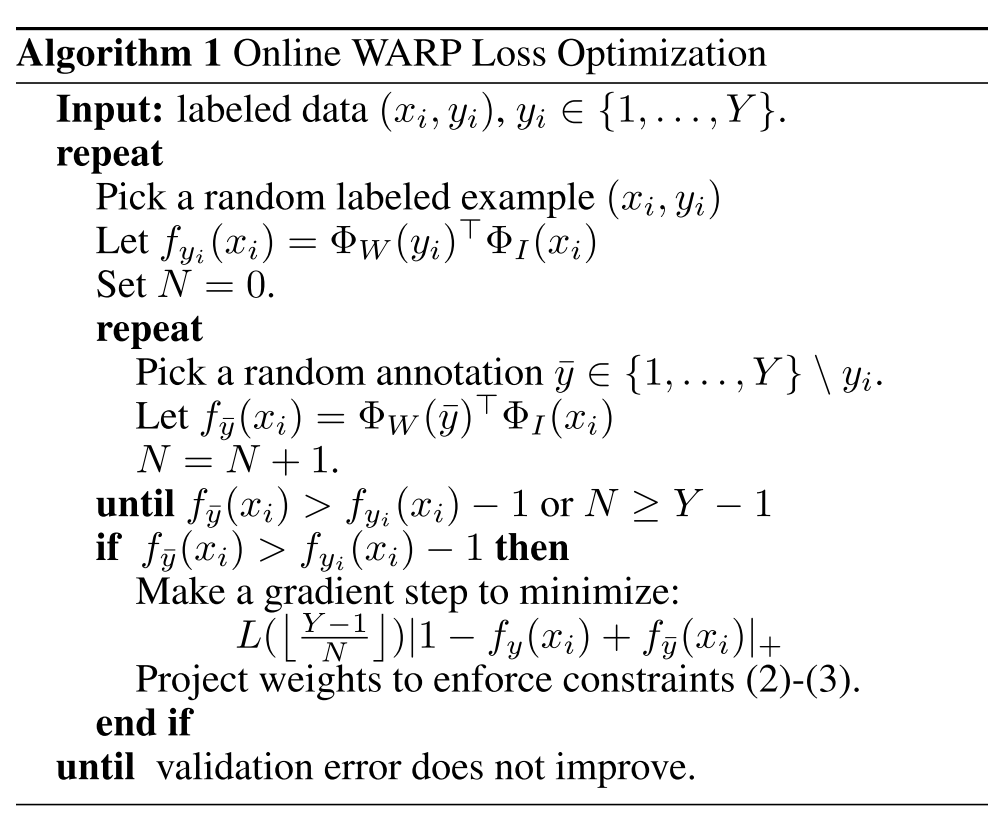 Algorithm 1 Online WARP Loss Optimization
Input: labeled data $(x_i, y_i)$, $y_i \in \{1, \ldots, Y\}$.
repeat
Pick a random labeled example $(x_i, y_i)$
Let $f_{y_i}(x_i) = \Phi_W(y_i)^\top \Phi_I(x_i)$
Set $N = 0$.
repeat
Pick a random annotation $\bar{y} \in \{1, \ldots, Y\} \setminus y_i$.
Let $f_{\bar{y}}(x_i) = \Phi_W(\bar{y})^\top \Phi_I(x_i)$
$N = N + 1$.
until $f_{\bar{y}}(x_i) > f_{y_i}(x_i) - 1$ or $N \geq Y - 1$
if $f_{\bar{y}}(x_i) > f_{y_i}(x_i) - 1$ then
Make a gradient step to minimize:
$L(\left\lfloor \frac{Y-1}{N} \right\rfloor)|1 - f_y(x_i) + f_{\bar{y}}(x_i)|_+$
Project weights to enforce constraints (2)-(3).
end if
until validation error does not improve.